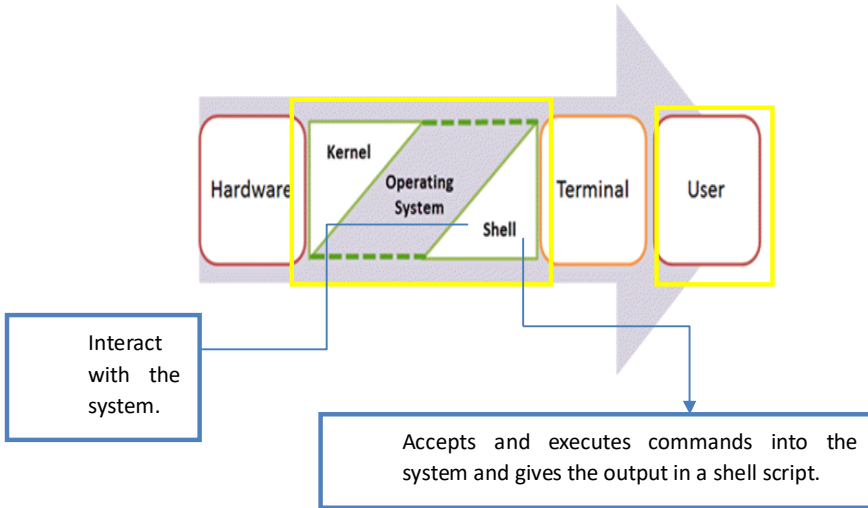 Hardware
Kernel
Operating
System
Shell
Terminal
User
Interact
with the
system.
Accepts and executes commands into the
system and gives the output in a shell script.